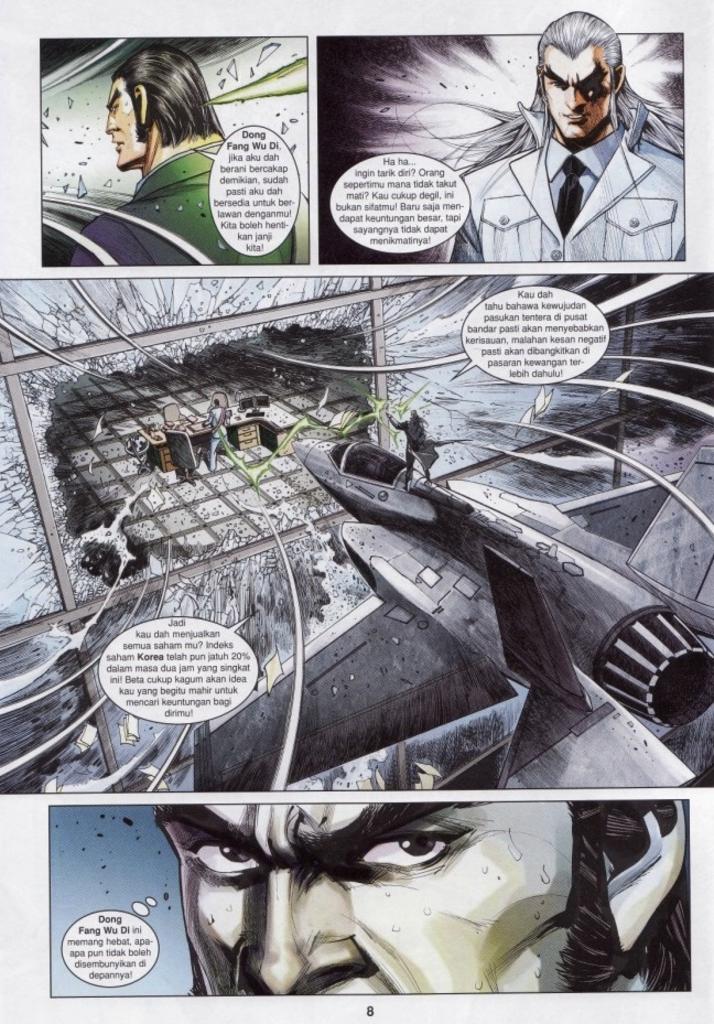 Dong
Fang Wu Di,
jika aku dah
berani bercakap
demikian, sudah
pasti aku dah
bersedia untuk ber-
lawan denganmu!
Kita boleh henti-
kan janji
kita!
Ha ha...
ingin tarik diri? Orang
sepertimu mana tidak takut
mati? Kau cukup degil, ini
bukan sifatmu! Baru saja men-
dapat keuntungan besar, tapi
sayangnya tidak dapat
menikmatinya!
Kau dah
tahu bahawa kewujudan
pasukan tentera di pusat
bandar pasti akan menyebabkan
kerisauan, malahan kesan negatif
pasti akan dibangkitkan di
pasaran kewangan ter-
lebih dahulu!
Jadi
kau dah menjualkan
semua saham mu? Indeks
saham Korea telah pun jatuh 20%
dalam masa dua jam yang singkat
ini! Beta cukup kagum akan idea
kau yang begitu mahir untuk
mencari keuntungan bagi
dirimu!
Dong
Fang Wu Di ini
memang hebat, apa-
apa pun tidak boleh
disembunyikan di
depannya!
8